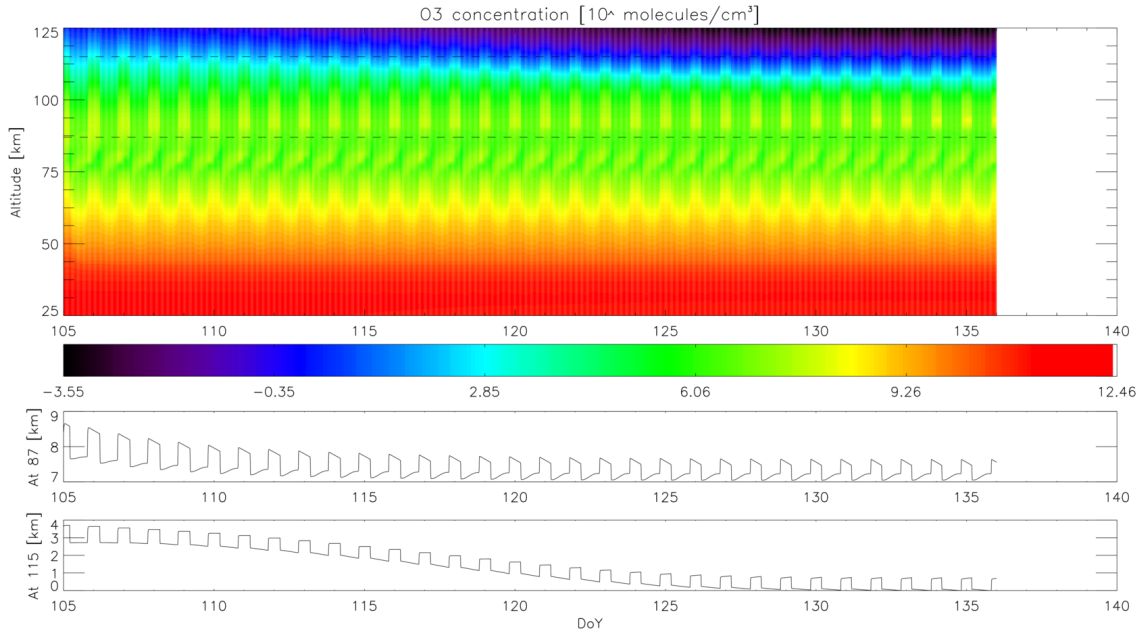 O3 concentration [10^ molecules/cm³]
125
100
75
50
25
Altitude [km]
105 110 115 120 125 130 135 140
−3.55 −0.35 2.85 6.06 9.26 12.46
9
8
7
At 87 [km]
105 110 115 120 125 130 135 140
4
3
2
1
0
At 115 [km]
105 110 115 120 125 130 135 140
DoY